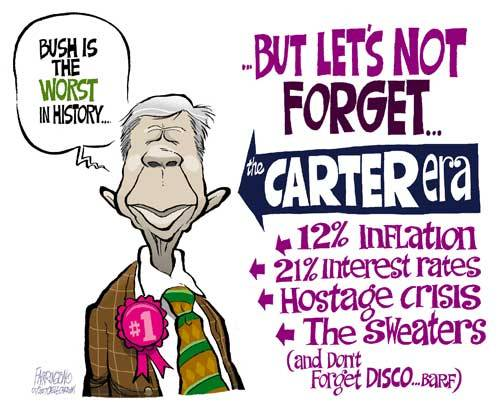 BUSH IS
THE
WORST
IN HISTORY...
...BUT LET'S NOT
FORGET...
the CARTER era
12% INFLATION
21% interest rates
Hostage crisis
The Sweaters
(and Don't
Forget DISCO...BARF)
#1